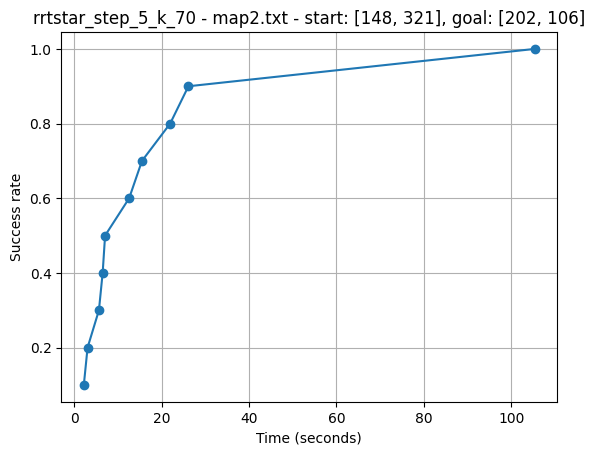 rrtstar_step_5_k_70 - map2.txt - start: [148, 321], goal: [202, 106]
1.0
0.8
0.6
0.4
0.2
Success rate
0 20 40 60 80 100
Time (seconds)